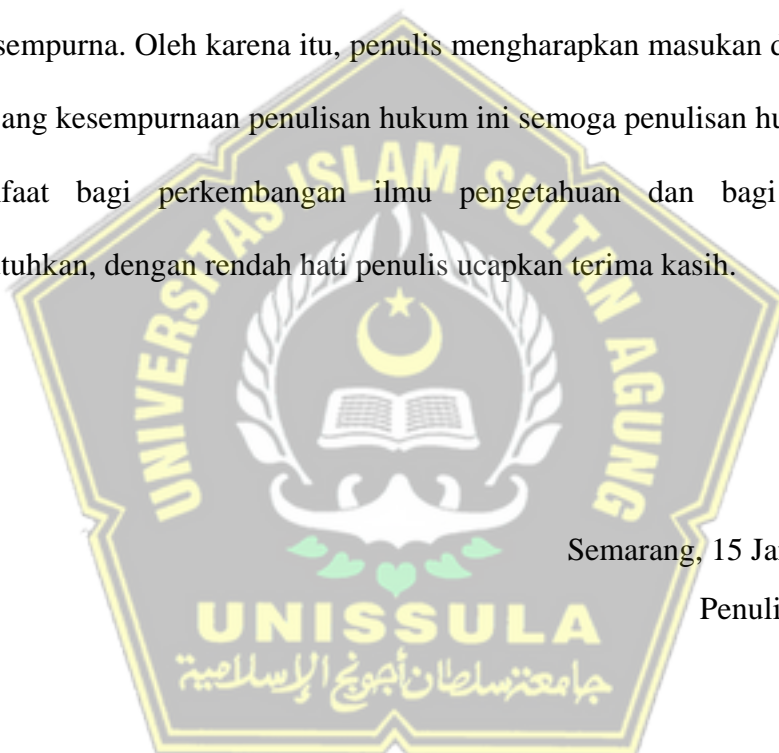 sempurna. Oleh karena itu, penulis mengharapkan masukan d
ang kesempurnaan penulisan hukum ini semoga penulisan hu
faat bagi perkembangan ilmu pengetahuan dan bagi
tuhkan, dengan rendah hati penulis ucapkan terima kasih.
UNIVERSITAS ISLAM SULTAN AGUNG
Semarang, 15 Ja
Penuli
UNISSULA
جامعتنسلطان أجونج الإسلامية